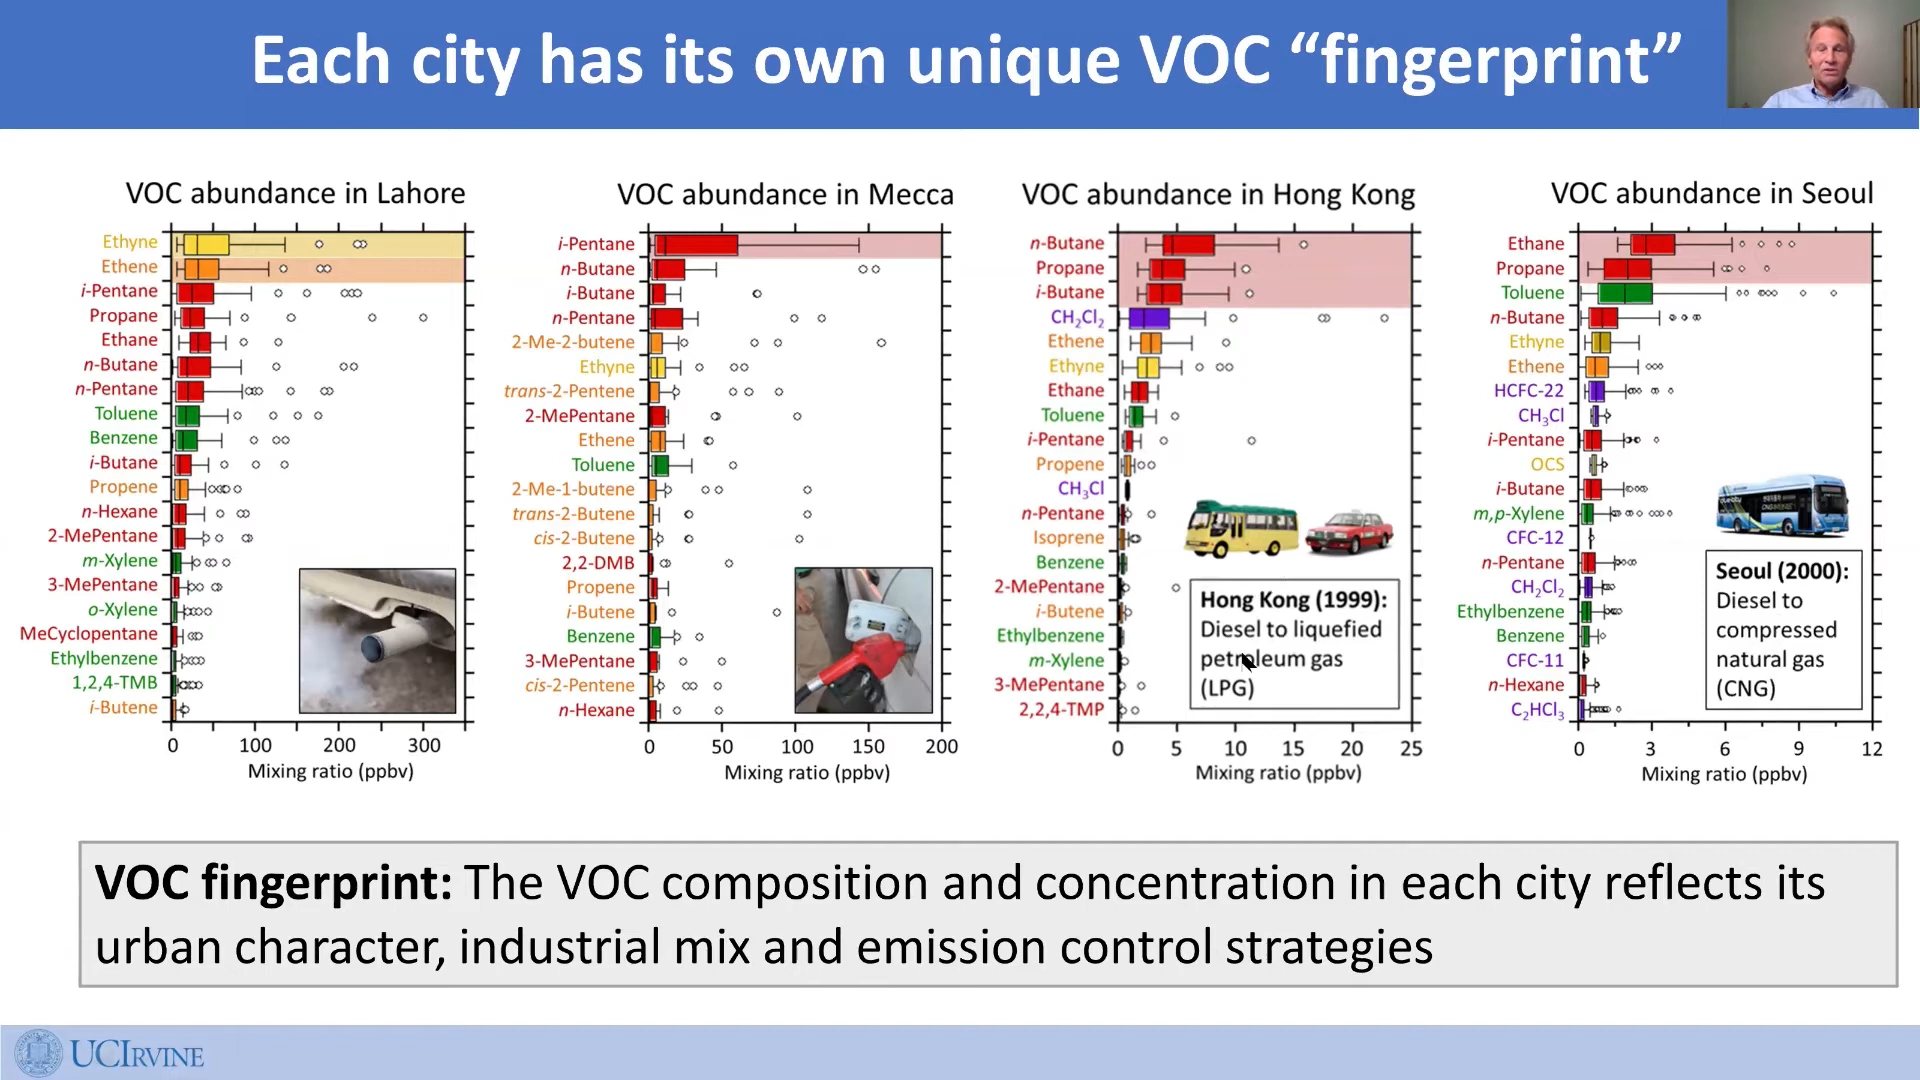 Each city has its own unique VOC “fingerprint”
VOC abundance in Lahore
Ethyne
Ethene
i-Pentane
Propane
Ethane
n-Butane
n-Pentane
Toluene
Benzene
i-Butane
Propene
n-Hexane
2-MePentane
m-Xylene
3-MePentane
o-Xylene
MeCyclopentane
Ethylbenzene
1,2,4-TMB
i-Butene
0 100 200 300
Mixing ratio (ppbv)
VOC abundance in Mecca
i-Pentane
n-Butane
i-Butane
n-Pentane
2-Me-2-butene
Ethyne
trans-2-Pentene
2-MePentane
Ethene
Toluene
2-Me-1-butene
trans-2-Butene
cis-2-Butene
2,2-DMB
Propene
i-Butene
Benzene
3-MePentane
cis-2-Pentene
n-Hexane
0 50 100 150 200
Mixing ratio (ppbv)
VOC abundance in Hong Kong
n-Butane
Propane
i-Butane
CH₂Cl₂
Ethene
Ethyne
Ethane
Toluene
i-Pentane
Propene
CH₃Cl
n-Pentane
Isoprene
Benzene
2-MePentane
i-Butene
Ethylbenzene
m-Xylene
3-MePentane
2,2,4-TMP
Hong Kong (1999):
Diesel to liquefied
petroleum gas
(LPG)
0 5 10 15 20 25
Mixing ratio (ppbv)
VOC abundance in Seoul
Ethane
Propane
Toluene
n-Butane
Ethyne
Ethene
HCFC-22
CH₃Cl
i-Pentane
OCS
i-Butane
m,p-Xylene
CFC-12
n-Pentane
CH₂Cl₂
Ethylbenzene
Benzene
CFC-11
n-Hexane
C₂HCl₃
Seoul (2000):
Diesel to
compressed
natural gas
(CNG)
0 3 6 9 12
Mixing ratio (ppbv)
VOC fingerprint: The VOC composition and concentration in each city reflects its
urban character, industrial mix and emission control strategies
UCIRVINE